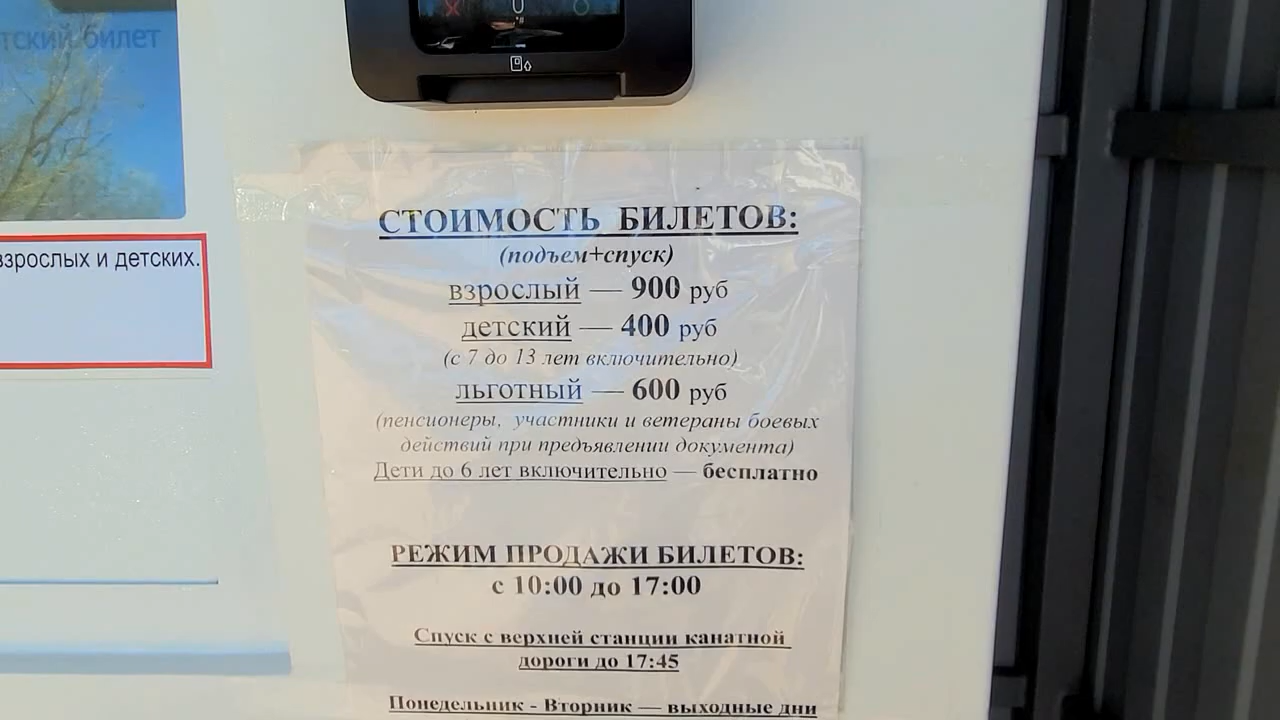 тский билет
взрослых и детских.
СТОИМОСТЬ БИЛЕТОВ:
(подъем+спуск)
взрослый — 900 руб
детский — 400 руб
(с 7 до 13 лет включительно)
льготный — 600 руб
(пенсионеры, участники и ветераны боевых
действий при предъявлении документа)
Дети до 6 лет включительно — бесплатно
РЕЖИМ ПРОДАЖИ БИЛЕТОВ:
с 10:00 до 17:00
Спуск с верхней станции канатной
дороги до 17:45
Понедельник - Вторник — выходные дни